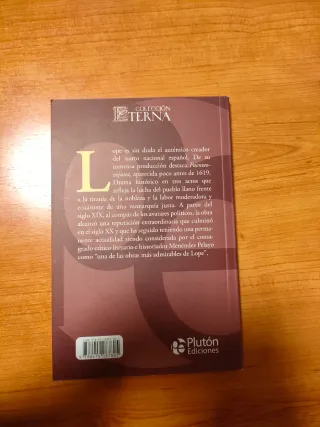 COLECCIÓN
ETERNA
Lope es sin duda el auténtico creador
del teatro nacional español. De su
inmensa producción destaca Fuenteo-
vejuna, aparecida poco antes de 1619.
Drama histórico en tres actos que
refleja la lucha del pueblo llano frente
a la tiranía de la nobleza y la labor moderadora y
ecuánime de una monarquía justa. A partir del
siglo XIX, al compás de los avatares políticos, la obra
alcanzó una reputación extraordinaria que culminó
en el siglo XX y que ha seguido teniendo una perma-
nente actualidad siendo considerada por el consa-
grado crítico literario e historiador Menéndez Pelayo
como "una de las obras más admirables de Lope".
Plutón
Ediciones